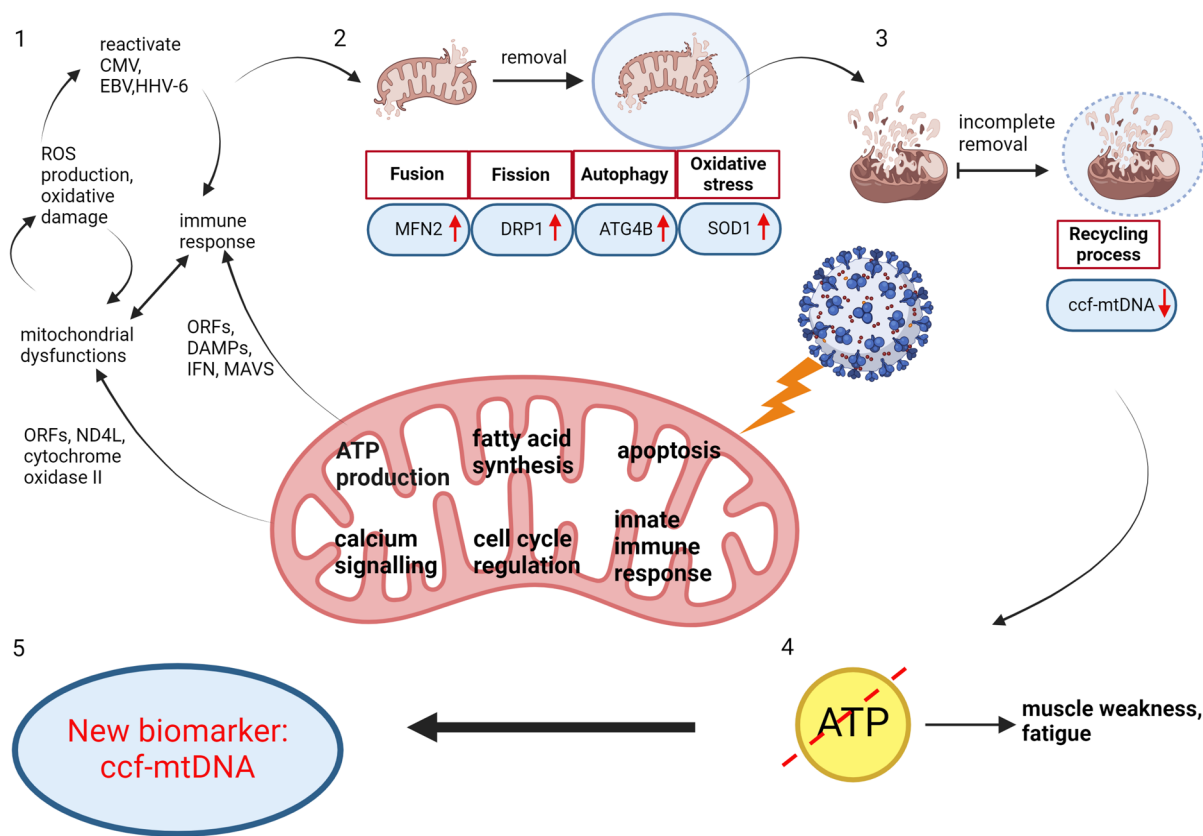 1
reactivate
CMV,
EBV,HHV-6
ROS
production,
oxidative
damage
immune
response
mitochondrial
dysfunctions
ORFs,
DAMPs,
IFN, MAVS
ORFs, ND4L,
cytochrome
oxidase II
2
removal
Fusion
Fission
Autophagy
Oxidative
stress
MFN2
DRP1
ATG4B
SOD1
3
incomplete
removal
Recycling
process
ccf-mtDNA
ATP
production
fatty acid
synthesis
apoptosis
calcium
signalling
cell cycle
regulation
innate
immune
response
4
ATP
muscle weakness,
fatigue
5
New biomarker:
ccf-mtDNA